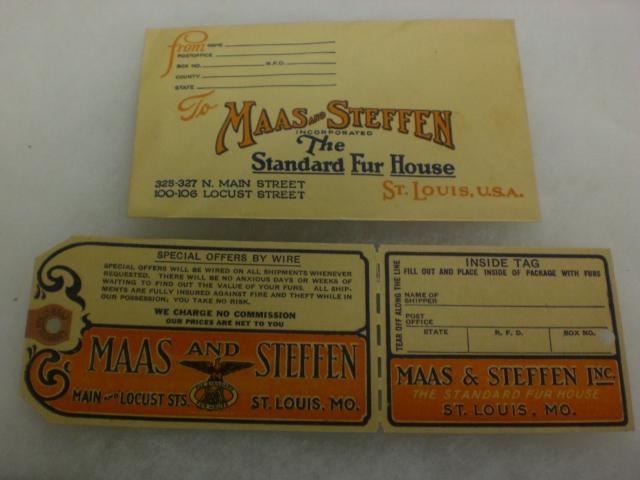 from NAME
POSTOFFICE
BOX NO. R.F.D.
COUNTY
STATE
To MAAS AND STEFFEN
INCORPORATED
The
Standard Fur House
325-327 N. MAIN STREET
100-106 LOCUST STREET
ST. LOUIS, U.S.A.
SPECIAL OFFERS BY WIRE
SPECIAL OFFERS WILL BE WIRED ON ALL SHIPMENTS WHENEVER
REQUESTED. THERE WILL BE NO ANXIOUS DAYS OR WEEKS OF
WAITING TO FIND OUT THE VALUE OF YOUR FURS. ALL SHIP-
MENTS ARE FULLY INSURED AGAINST FIRE AND THEFT WHILE IN
OUR POSSESSION; YOU TAKE NO RISK.
WE CHARGE NO COMMISSION
OUR PRICES ARE NET TO YOU
MAAS AND STEFFEN
MAIN AND LOCUST STS. ST. LOUIS, MO.
TEAR OFF ALONG THE LINE
INSIDE TAG
FILL OUT AND PLACE INSIDE OF PACKAGE WITH FURS
NAME OF
SHIPPER
POST
OFFICE
STATE R. F. D. BOX NO.
MAAS & STEFFEN INC.
THE STANDARD FUR HOUSE
ST. LOUIS, MO.